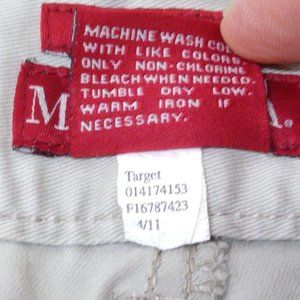 MACHINE WASH COLD
WITH LIKE COLORS.
ONLY NON-CHLORINE
BLEACH WHEN NEEDED.
TUMBLE DRY LOW.
WARM IRON IF
NECESSARY.
M A.
Target
014174153
F16787423
4/11